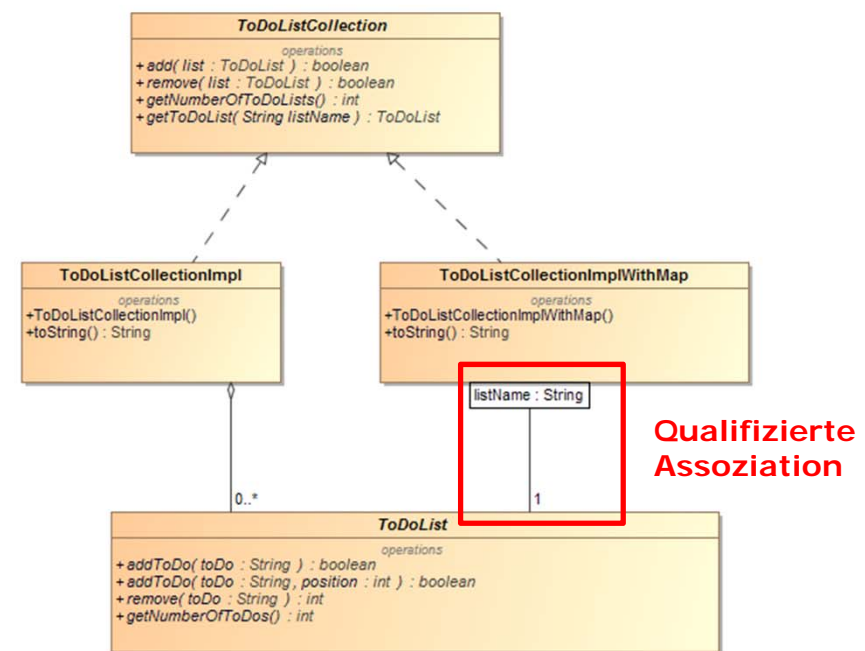 ToDoListCollection
operations
+add( list : ToDoList ) : boolean
+remove( list : ToDoList ) : boolean
+getNumberOfToDoLists() : int
+getToDoList( String listName ) : ToDoList
ToDoListCollectionImpl
operations
+ToDoListCollectionImpl()
+toString() : String
ToDoListCollectionImplWithMap
operations
+ToDoListCollectionImplWithMap()
+toString() : String
listName : String
Qualifizierte
Assoziation
0..*
1
ToDoList
operations
+addToDo( toDo : String ) : boolean
+addToDo( toDo : String, position : int ) : boolean
+remove( toDo : String ) : int
+getNumberOfToDos() : int